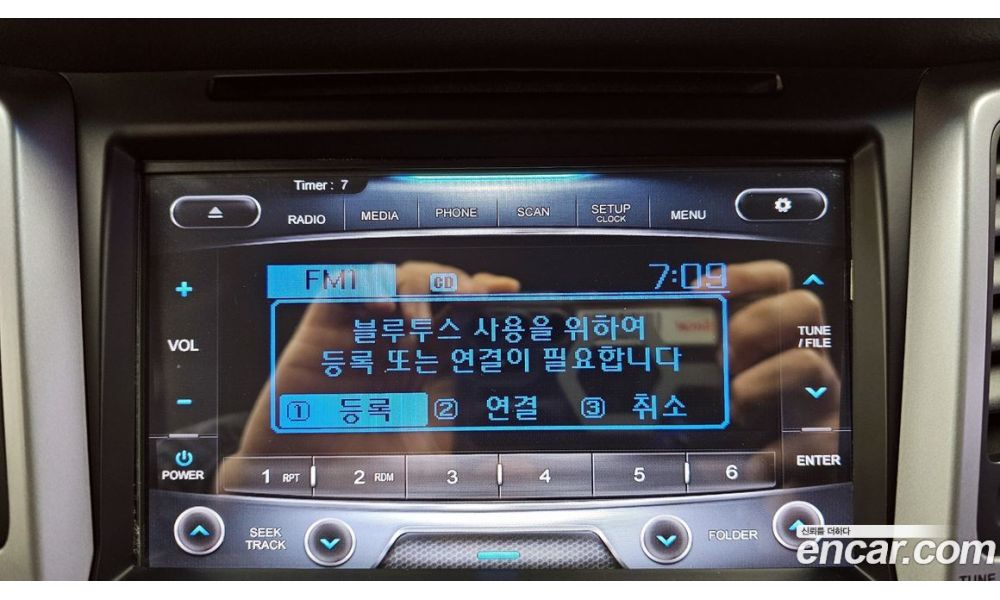 Timer : 7
RADIO MEDIA PHONE SCAN SETUP CLOCK MENU
FM1 CD 7:09
블루투스 사용을 위하여
등록 또는 연결이 필요합니다
① 등록 ② 연결 ③ 취소
VOL
TUNE
/ FILE
POWER
ENTER
1 RPT 2 RDM 3 4 5 6
SEEK
TRACK
FOLDER
신뢰를 더하다
encar.com
TUNE